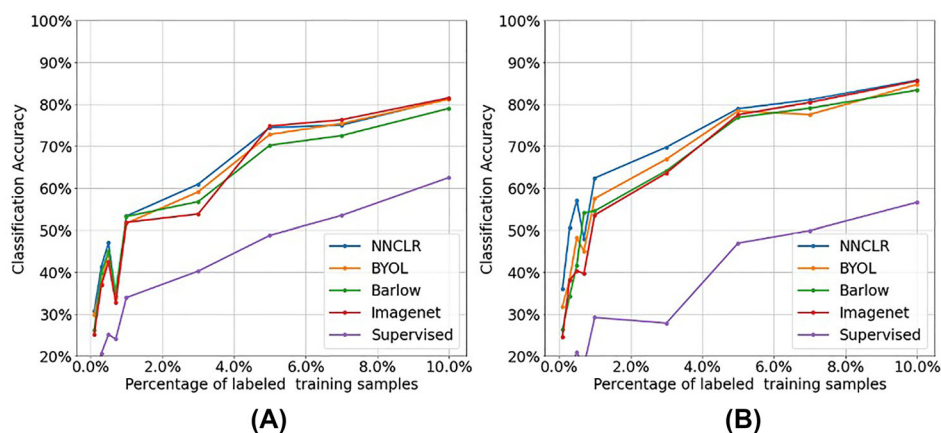 100%
90%
80%
70%
60%
50%
40%
30%
20%
Classification Accuracy
0.0% 2.0% 4.0% 6.0% 8.0% 10.0%
Percentage of labeled  training samples
NNCLR
BYOL
Barlow
Imagenet
Supervised
(A)
100%
90%
80%
70%
60%
50%
40%
30%
20%
Classification Accuracy
0.0% 2.0% 4.0% 6.0% 8.0% 10.0%
Percentage of labeled  training samples
NNCLR
BYOL
Barlow
Imagenet
Supervised
(B)